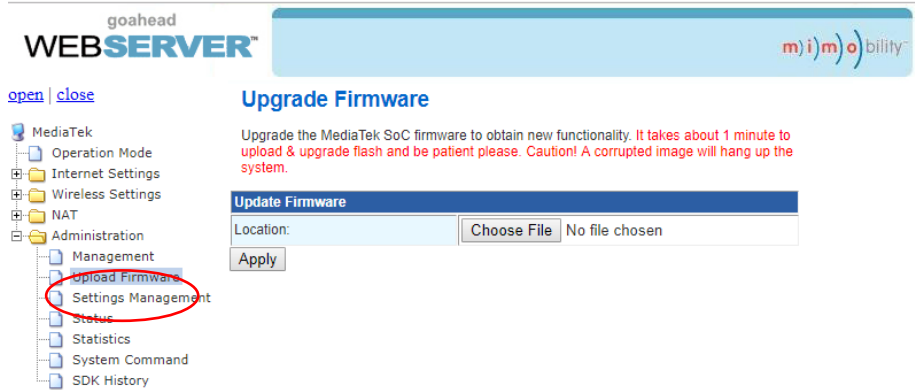 goahead
WEBSERVER™
m)i)m)o)bility™
open | close
MediaTek
Operation Mode
Internet Settings
Wireless Settings
NAT
Administration
Management
Upload Firmware
Settings Management
Status
Statistics
System Command
SDK History
Upgrade Firmware
Upgrade the MediaTek SoC firmware to obtain new functionality. It takes about 1 minute to
upload & upgrade flash and be patient please. Caution! A corrupted image will hang up the
system.
Update Firmware
Location: Choose File No file chosen
Apply